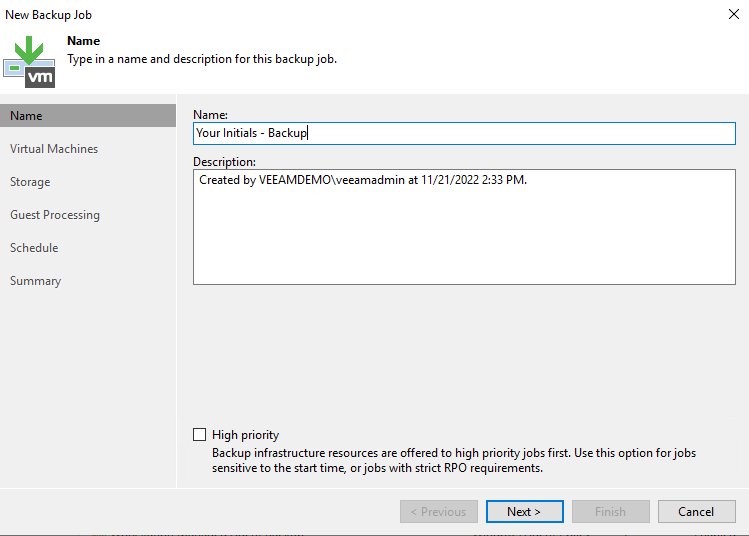 New Backup Job
Name
Type in a name and description for this backup job.
vm
Name
Virtual Machines
Storage
Guest Processing
Schedule
Summary
Name:
Your Initials - Backup
Description:
Created by VEEAMDEMO\veeamadmin at 11/21/2022 2:33 PM.
High priority
Backup infrastructure resources are offered to high priority jobs first. Use this option for jobs
sensitive to the start time, or jobs with strict RPO requirements.
< Previous
Next >
Finish
Cancel